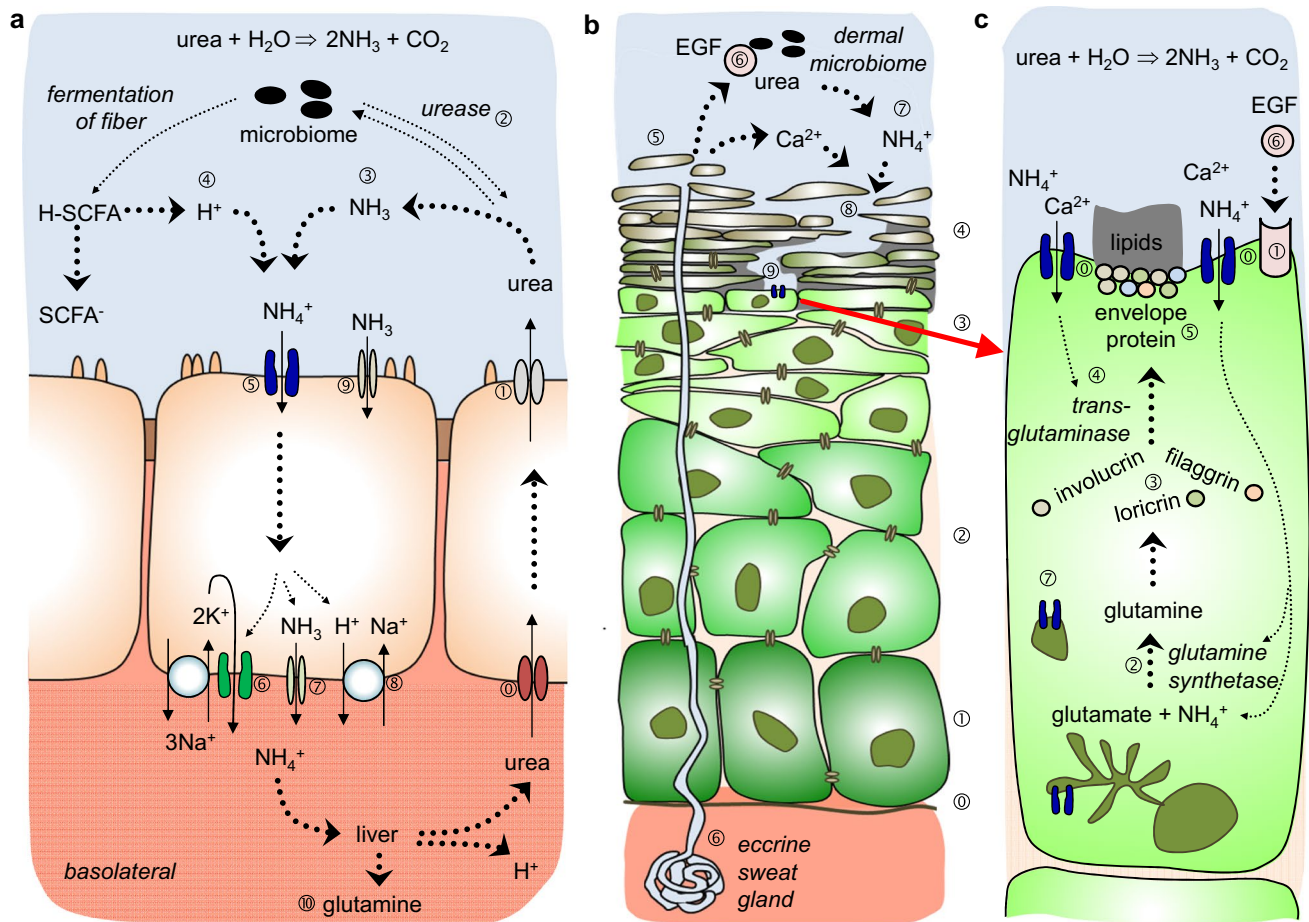 a
urea + H₂O ⇒ 2NH₃ + CO₂
fermentation
of fiber
microbiome
urease ②
④
③
H-SCFA
H⁺
NH₃
urea
SCFA⁻
NH₄⁺
NH₃
⑤
⑨
①
2K⁺
NH₃
H⁺
Na⁺
⑥
⑦
⑧
⓪
3Na⁺
NH₄⁺
urea
liver
H⁺
basolateral
⑩ glutamine
b
EGF
⑥
dermal
microbiome
urea
⑦
⑤
Ca²⁺
NH₄⁺
⑧
④
⑨
③
②
①
⓪
⑥
eccrine
sweat
gland
c
urea + H₂O ⇒ 2NH₃ + CO₂
EGF
⑥
NH₄⁺
Ca²⁺
Ca²⁺
NH₄⁺
lipids
⓪
⓪
①
envelope
protein ⑤
④
trans-
glutaminase
involucrin
filaggrin
③
loricrin
⑦
glutamine
②
glutamine
synthetase
glutamate + NH₄⁺